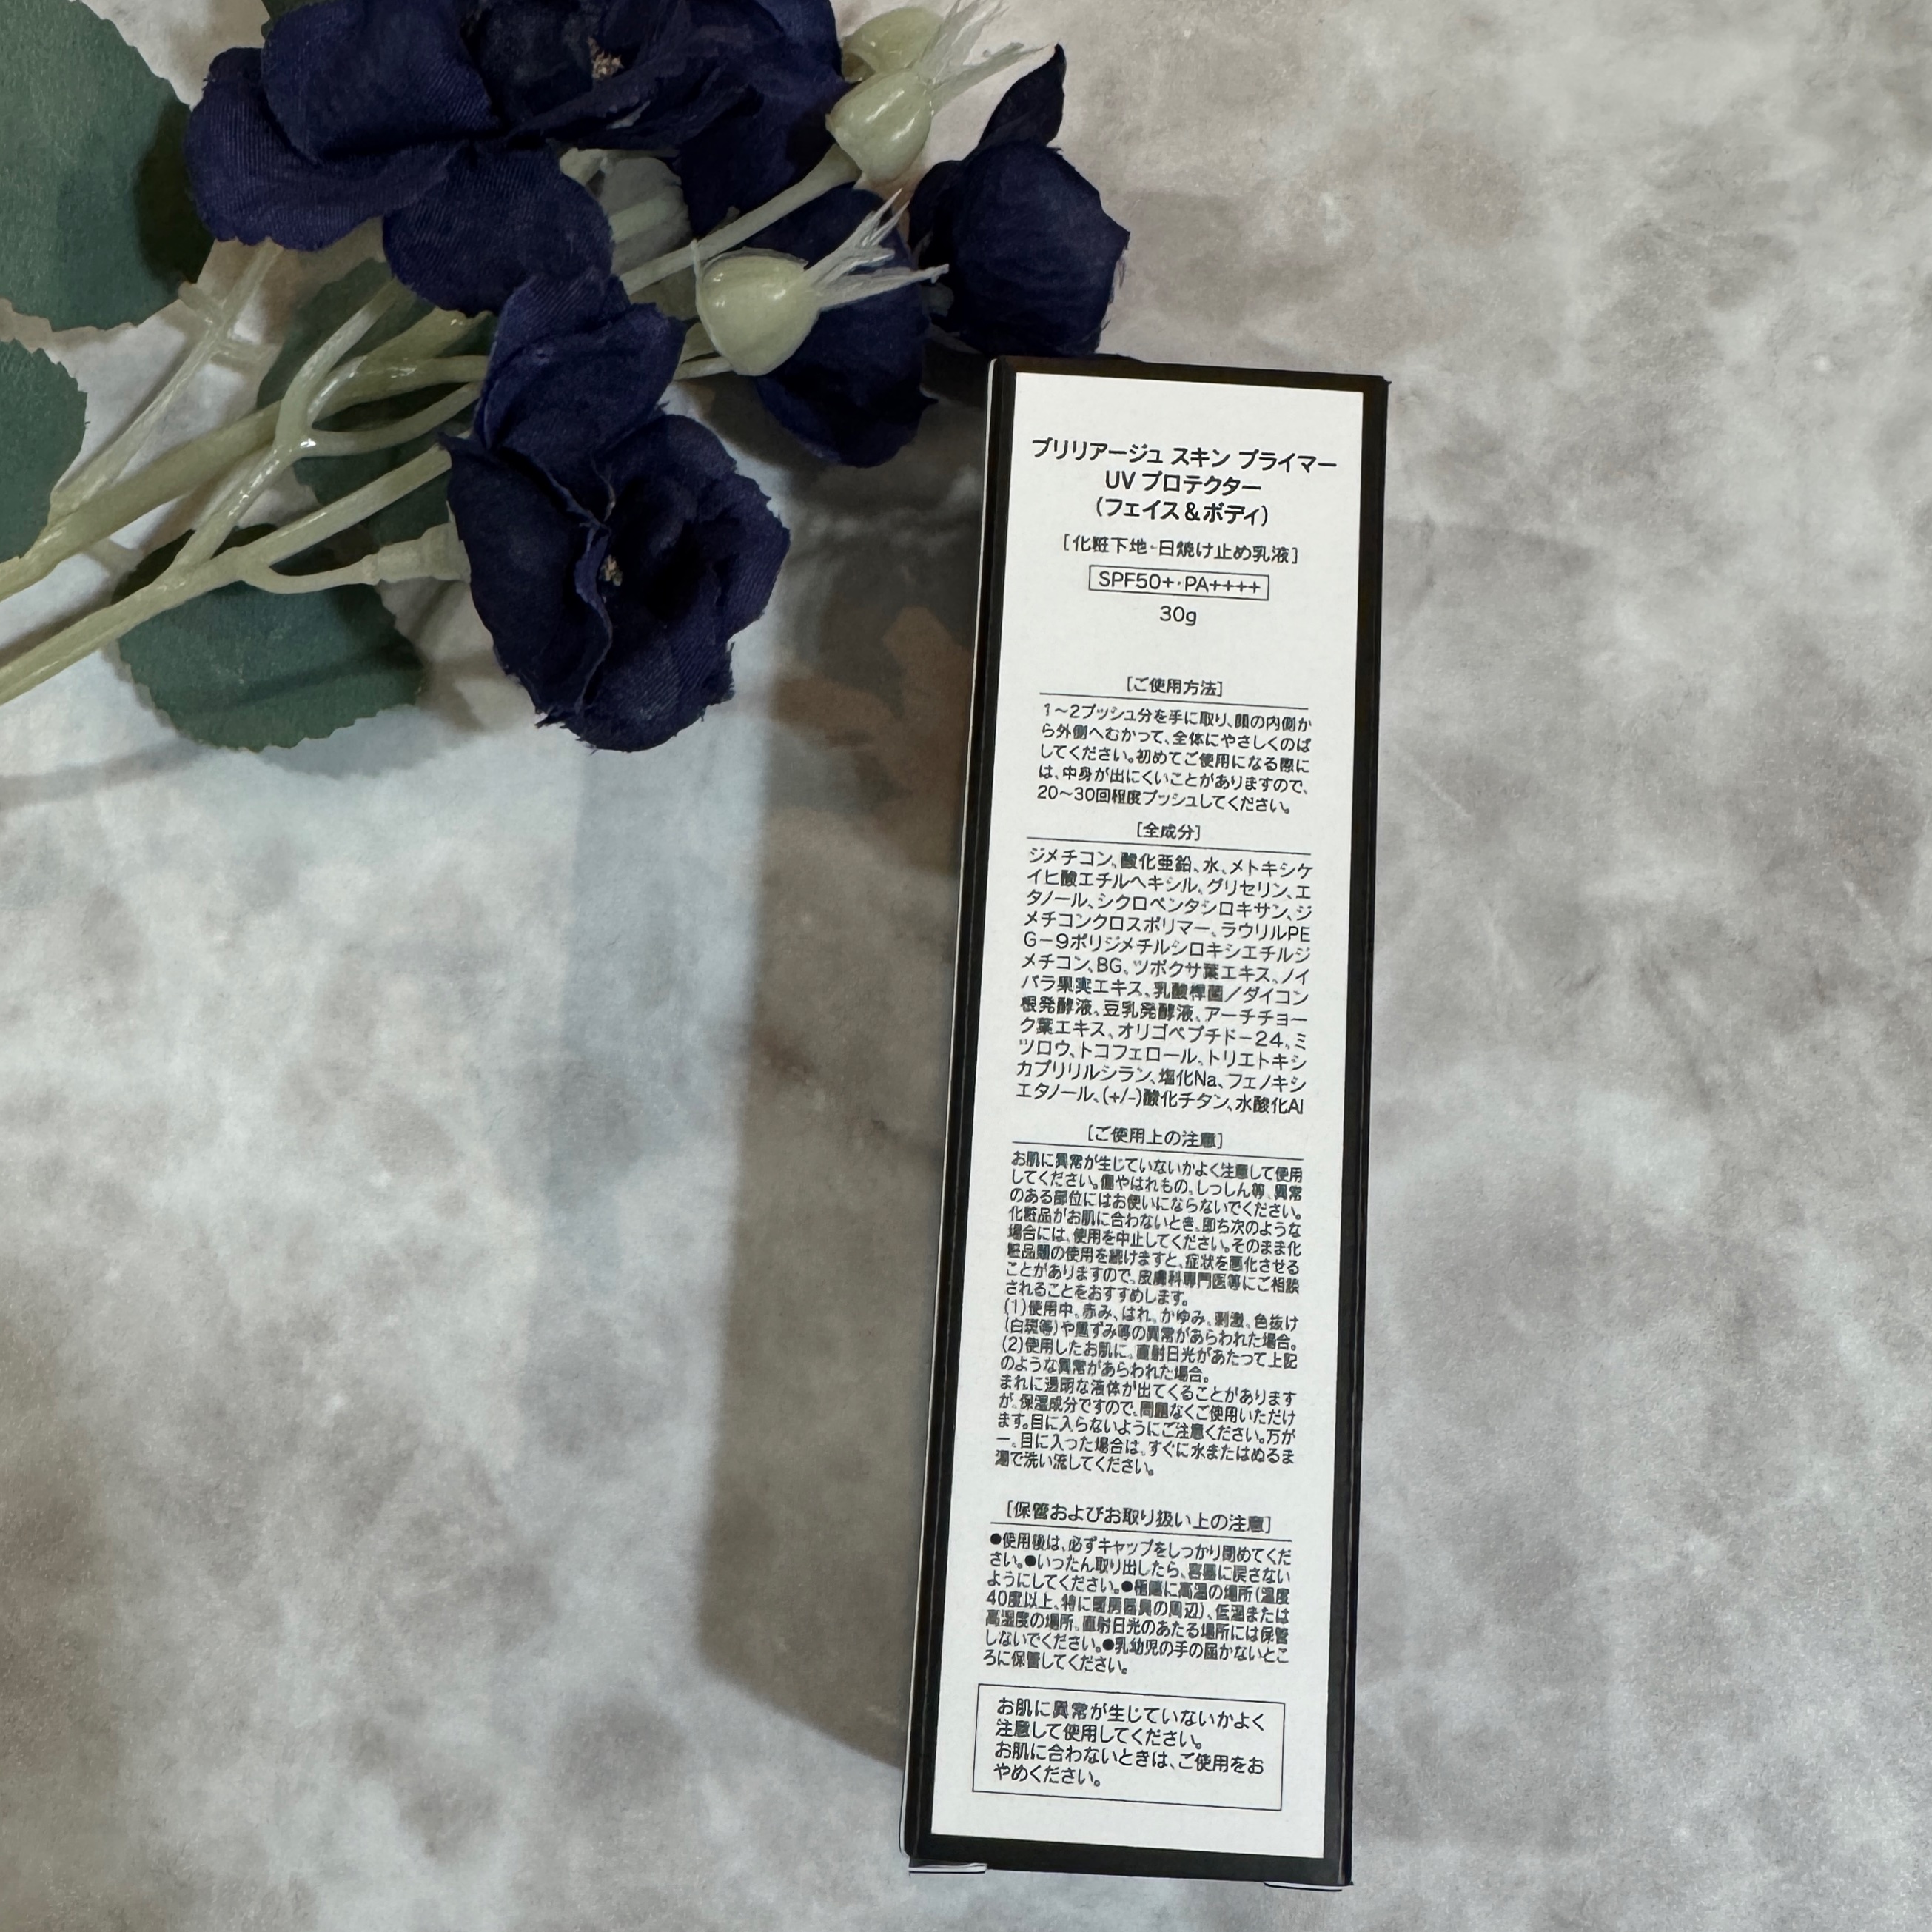 ブリリアージュ スキン プライマー
UV プロテクター
(フェイス＆ボディ)
[化粧下地・日焼け止め乳液]
SPF50+・PA++++
30g
[ご使用方法]
1〜2プッシュ分を手に取り、顔の内側か
ら外側へむかって、全体にやさしくのば
してください。初めてご使用になる際に
は、中身が出にくいことがありますので、
20〜30回程度プッシュしてください。
[全成分]
ジメチコン、酸化亜鉛、水、メトキシケ
イヒ酸エチルヘキシル、グリセリン、エ
タノール、シクロペンタシロキサン、ジ
メチコンクロスポリマー、ラウリルPE
G－9ポリジメチルシロキシエチルジ
メチコン、BG、ツボクサ葉エキス、ノイ
バラ果実エキス、乳酸桿菌／ダイコン
根発酵液、豆乳発酵液、アーチチョー
ク葉エキス、オリゴペプチド－24、ミ
ツロウ、トコフェロール、トリエトキシ
カプリリルシラン、塩化Na、フェノキシ
エタノール、(+/-)酸化チタン、水酸化Al
[ご使用上の注意]
お肌に異常が生じていないかよく注意して使用
してください。傷やはれもの、しっしん等、異常
のある部位にはお使いにならないでください。
化粧品がお肌に合わないとき、即ち次のような
場合には、使用を中止してください。そのまま化
粧品類の使用を続けますと、症状を悪化させる
ことがありますので、皮膚科専門医等にご相談
されることをおすすめします。
(1)使用中、赤み、はれ、かゆみ、刺激、色抜け
(白斑等)や黒ずみ等の異常があらわれた場合。
(2)使用したお肌に、直射日光があたって上記
のような異常があらわれた場合。
まれに透明な液体が出てくることがあります
が、保湿成分ですので、問題なくご使用いただけ
ます。目に入らないようにご注意ください。万が
一、目に入った場合は、すぐに水またはぬるま
湯で洗い流してください。
[保管およびお取り扱い上の注意]
●使用後は、必ずキャップをしっかり閉めてくだ
さい。●いったん取り出したら、容器に戻さない
ようにしてください。●極端に高温の場所(温度
40度以上、特に暖房器具の周辺)、低温または
高湿度の場所、直射日光のあたる場所には保管
しないでください。●乳幼児の手の届かないとこ
ろに保管してください。
お肌に異常が生じていないかよく
注意して使用してください。
お肌に合わないときは、ご使用をお
やめください。